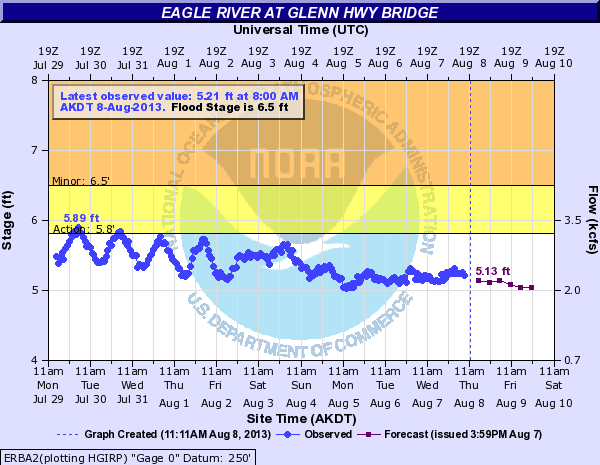 EAGLE RIVER AT GLENN HWY BRIDGE
Universal Time (UTC)
19Z 19Z 19Z 19Z 19Z 19Z 19Z 19Z 19Z 19Z 19Z 19Z 19Z
Jul 29 Jul 30 Jul 31 Aug 1 Aug 2 Aug 3 Aug 4 Aug 5 Aug 6 Aug 7 Aug 8 Aug 9 Aug 10
8
Latest observed value: 5.21 ft at 8:00 AM
AKDT 8-Aug-2013. Flood Stage is 6.5 ft
NATIONAL OCEANIC AND ATMOSPHERIC ADMINISTRATION
NOAA
7
Minor: 6.5'
5.89 ft
6 3.5
Action: 5.8'
Stage (ft)
Flow (kcfs)
5.13 ft
5 2.0
U.S. DEPARTMENT OF COMMERCE
4 0.7
11am 11am 11am 11am 11am 11am 11am 11am 11am 11am 11am 11am 11am
Mon Tue Wed Thu Fri Sat Sun Mon Tue Wed Thu Fri Sat
Jul 29 Jul 30 Jul 31 Aug 1 Aug 2 Aug 3 Aug 4 Aug 5 Aug 6 Aug 7 Aug 8 Aug 9 Aug 10
Site Time (AKDT)
Graph Created (11:11AM Aug 8, 2013) Observed Forecast (issued 3:59PM Aug 7)
ERBA2(plotting HGIRP) "Gage 0" Datum: 250'